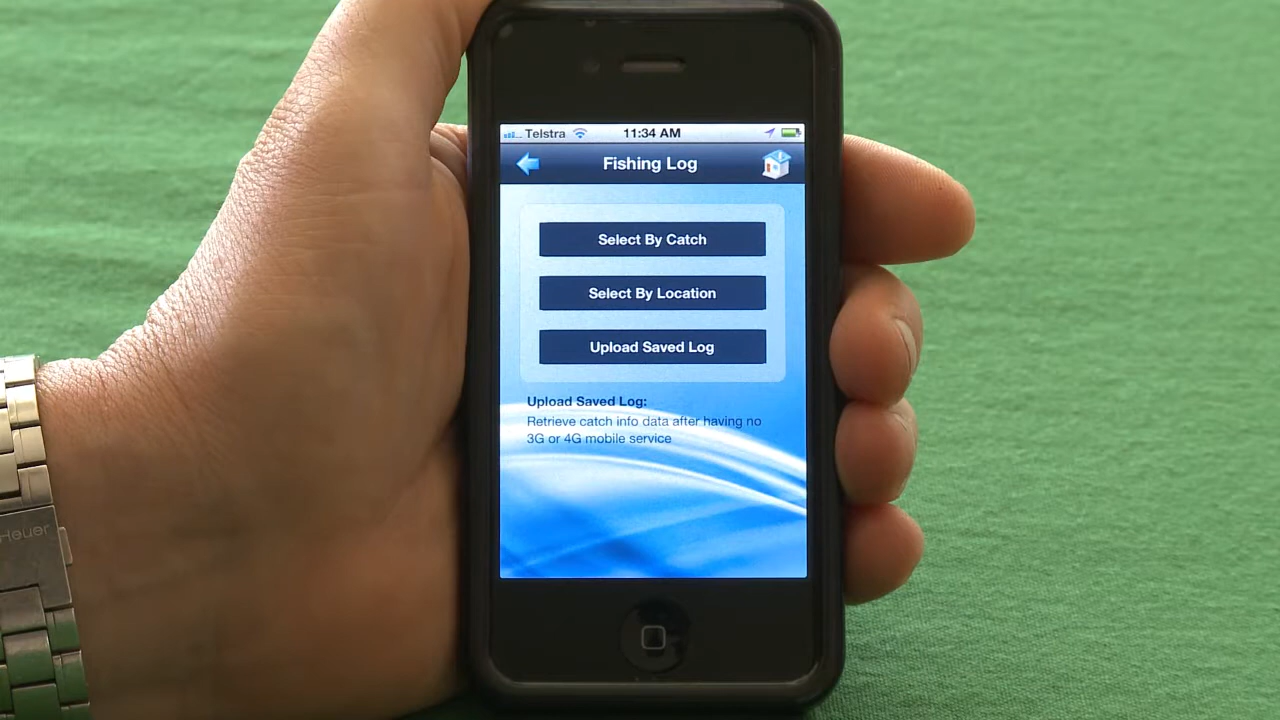 Telstra 11:34 AM
Fishing Log
Select By Catch
Select By Location
Upload Saved Log
Upload Saved Log:
Retrieve catch info data after having no
3G or 4G mobile service